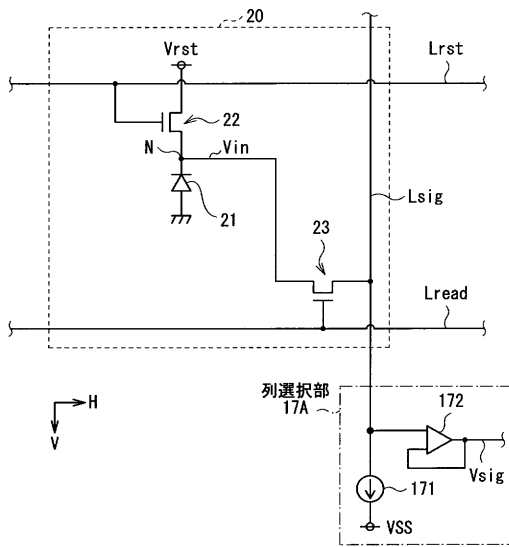 20
Vrst
Lrst
22
N
Vin
21
Lsig
23
Lread
H
V
列選択部
17A
172
171
Vsig
VSS